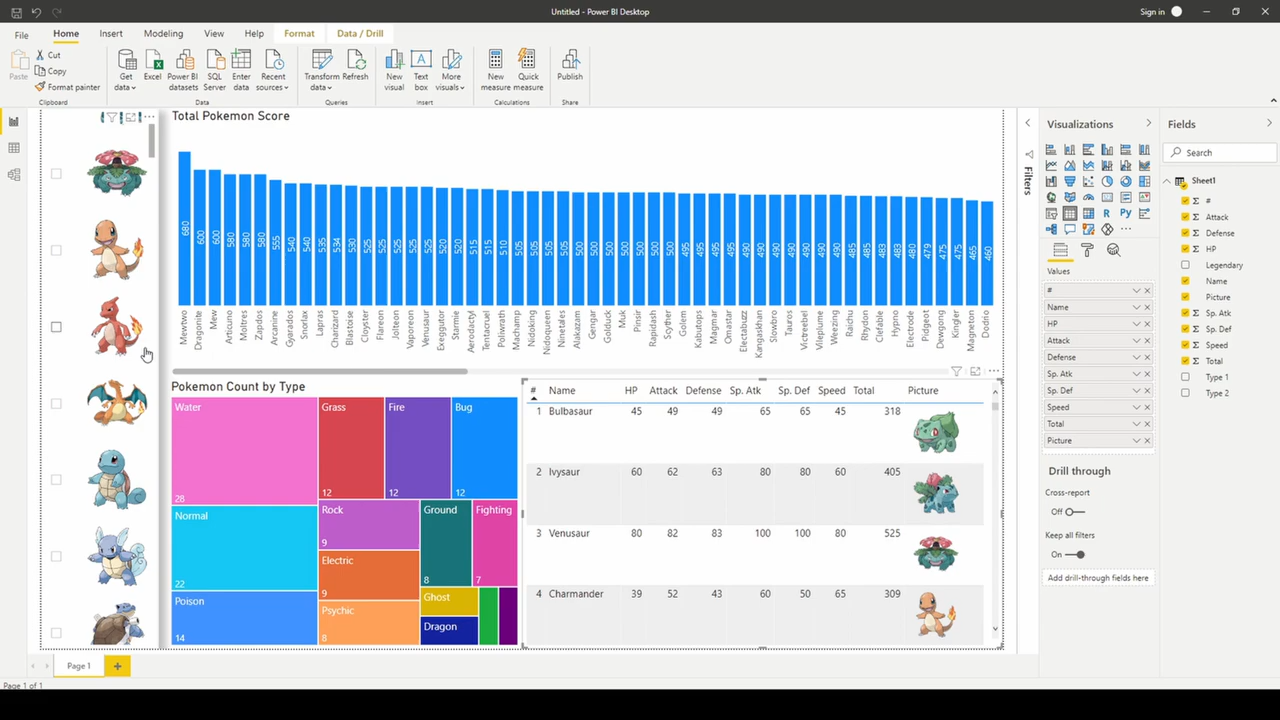 Untitled - Power BI Desktop
Sign in
File
Home
Insert
Modeling
View
Help
Format
Data / Drill
Paste
Cut
Copy
Format painter
Clipboard
Get data
Excel
Power BI datasets
SQL Server
Enter data
Recent sources
Data
Transform data
Refresh
Queries
New visual
Text box
More visuals
Insert
New measure
Quick measure
Calculations
Publish
Share
Total Pokemon Score
680
600
600
580
580
580
555
540
540
535
534
530
525
525
525
525
525
520
520
515
515
510
505
505
505
505
500
500
500
500
500
500
500
495
495
495
495
490
490
490
490
490
490
490
485
485
483
483
480
479
475
475
465
460
Mewtwo
Dragonite
Mew
Articuno
Moltres
Zapdos
Arcanine
Gyarados
Snorlax
Lapras
Charizard
Blastoise
Cloyster
Flareon
Jolteon
Vaporeon
Venusaur
Exeggutor
Starmie
Aerodactyl
Tentacruel
Omastar
Machamp
Nidoking
Nidoqueen
Ninetales
Alakazam
Gengar
Golduck
Muk
Pinsir
Rapidash
Scyther
Golem
Kabutops
Magmar
Electabuzz
Kangaskhan
Slowbro
Tauros
Victreebel
Vileplume
Weezing
Raichu
Rhydon
Clefable
Hypno
Electrode
Pidgeot
Dewgong
Kingler
Magneton
Dodrio
Pokemon Count by Type
Water
28
Normal
22
Poison
14
Grass
12
Fire
12
Bug
12
Rock
9
Electric
9
Psychic
8
Ground
8
Fighting
7
Ghost
Dragon
# Name HP Attack Defense Sp. Atk Sp. Def Speed Total Picture
1 Bulbasaur 45 49 49 65 65 45 318
2 Ivysaur 60 62 63 80 80 60 405
3 Venusaur 80 82 83 100 100 80 525
4 Charmander 39 52 43 60 50 65 309
Filters
Visualizations
R
Py
Values
#
Name
HP
Attack
Defense
Sp. Atk
Sp. Def
Speed
Total
Picture
Drill through
Cross-report
Off
Keep all filters
On
Add drill-through fields here
Fields
Search
Sheet1
#
Attack
Defense
HP
Legendary
Name
Picture
Sp. Atk
Sp. Def
Speed
Total
Type 1
Type 2
Page 1
Page 1 of 1